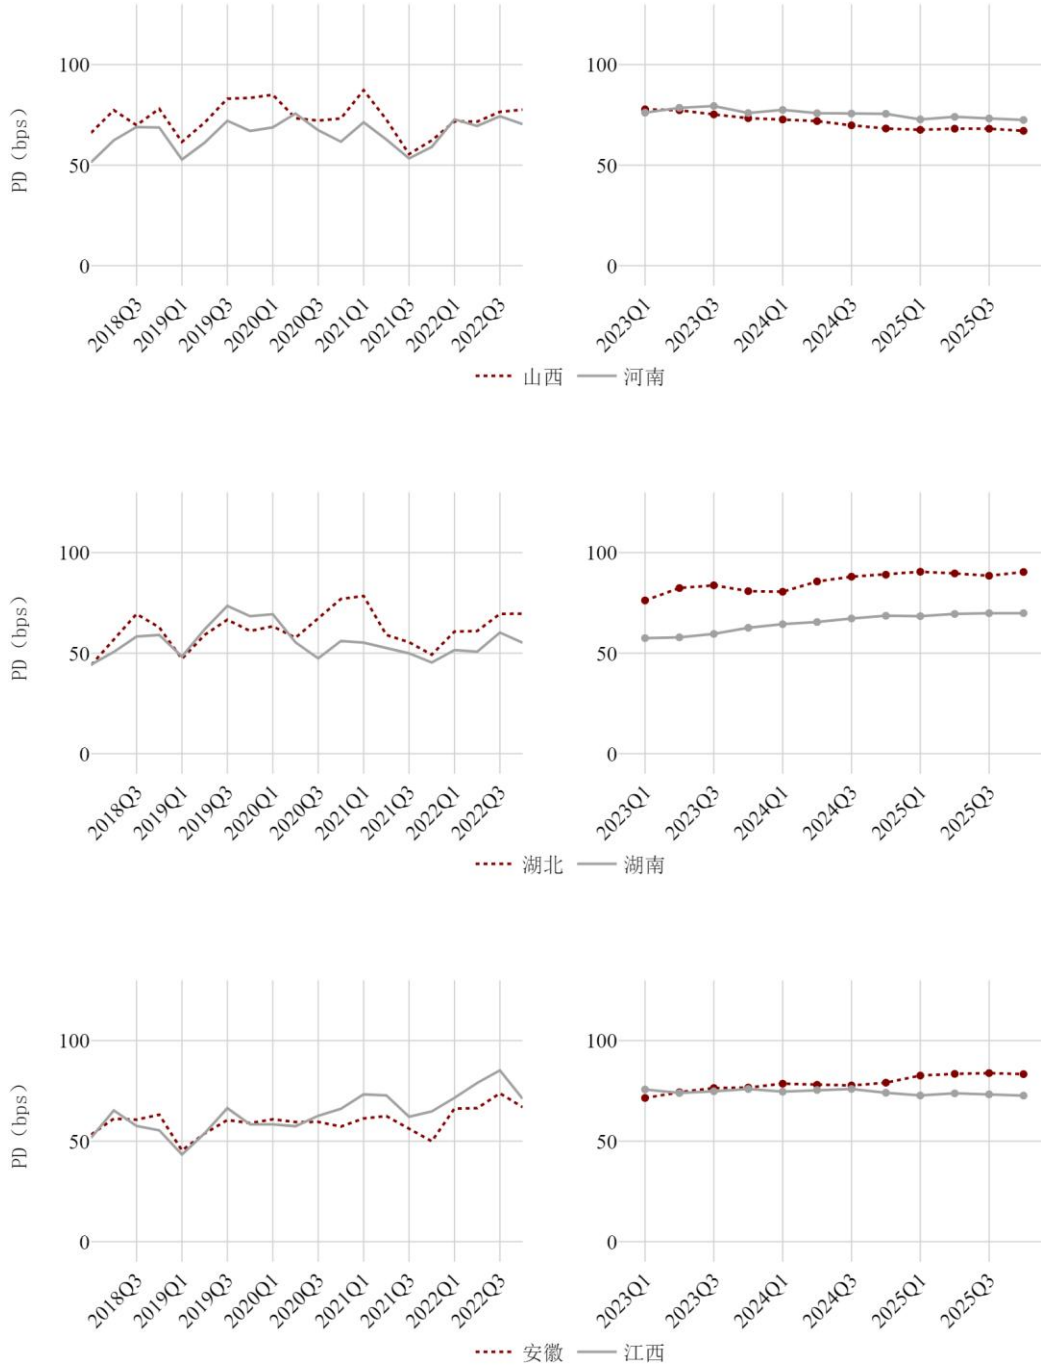 100
50
0
PD（bps）
2018Q3 2019Q1 2019Q3 2020Q1 2020Q3 2021Q1 2021Q3 2022Q1 2022Q3
100
50
0
2023Q1 2023Q3 2024Q1 2024Q3 2025Q1 2025Q3
山西 河南
100
50
0
PD（bps）
2018Q3 2019Q1 2019Q3 2020Q1 2020Q3 2021Q1 2021Q3 2022Q1 2022Q3
100
50
0
2023Q1 2023Q3 2024Q1 2024Q3 2025Q1 2025Q3
湖北 湖南
100
50
0
PD（bps）
2018Q3 2019Q1 2019Q3 2020Q1 2020Q3 2021Q1 2021Q3 2022Q1 2022Q3
100
50
0
2023Q1 2023Q3 2024Q1 2024Q3 2025Q1 2025Q3
安徽 江西